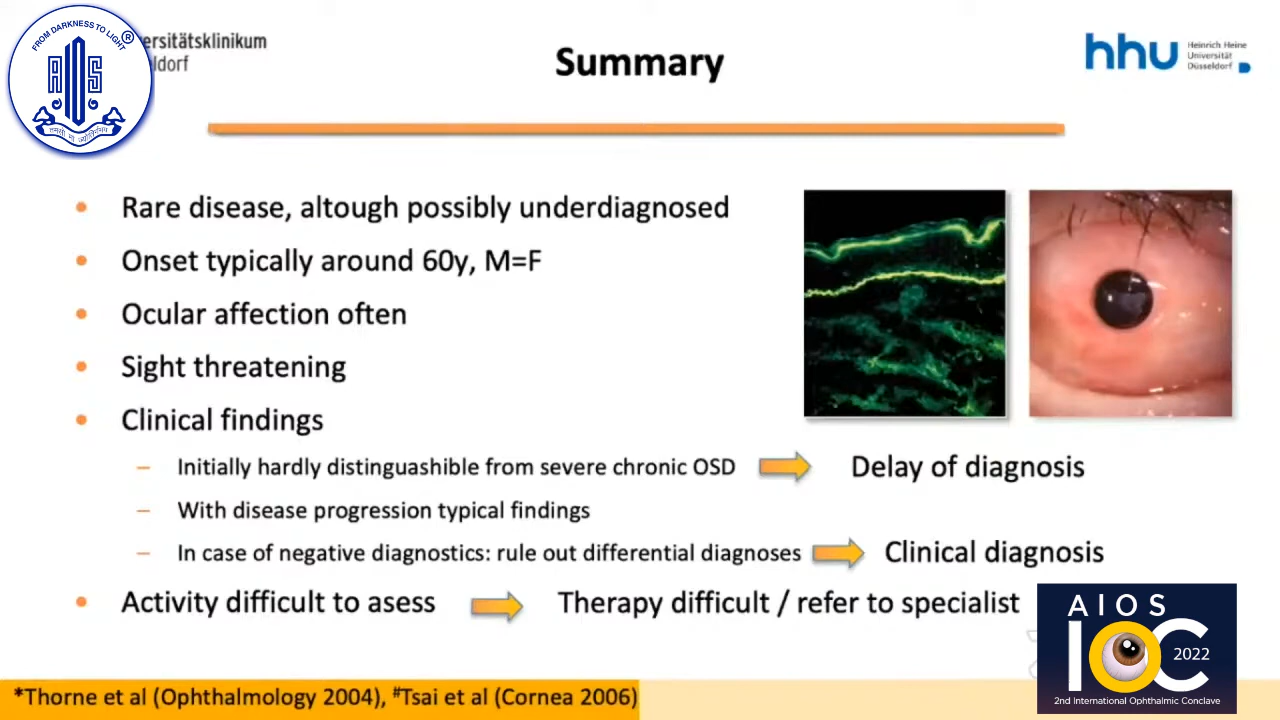 FROM DARKNESS TO LIGHT
®
AIOS
तमसो मा ज्योतिर्गमय
ersitätsklinikum
ldorf
Summary
hhu
Heinrich Heine
Universität
Düsseldorf
• Rare disease, altough possibly underdiagnosed
• Onset typically around 60y, M=F
• Ocular affection often
• Sight threatening
• Clinical findings
– Initially hardly distinguashible from severe chronic OSD
Delay of diagnosis
– With disease progression typical findings
– In case of negative diagnostics: rule out differential diagnoses
Clinical diagnosis
• Activity difficult to asess
Therapy difficult / refer to specialist
AIOS
IOC
2022
2nd International Ophthalmic Conclave
*Thorne et al (Ophthalmology 2004), #Tsai et al (Cornea 2006)